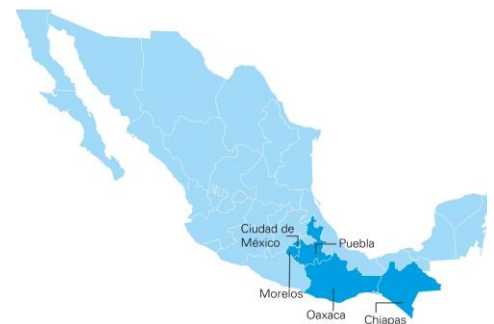 Ciudad de
México
Puebla
Morelos
Oaxaca
Chiapas